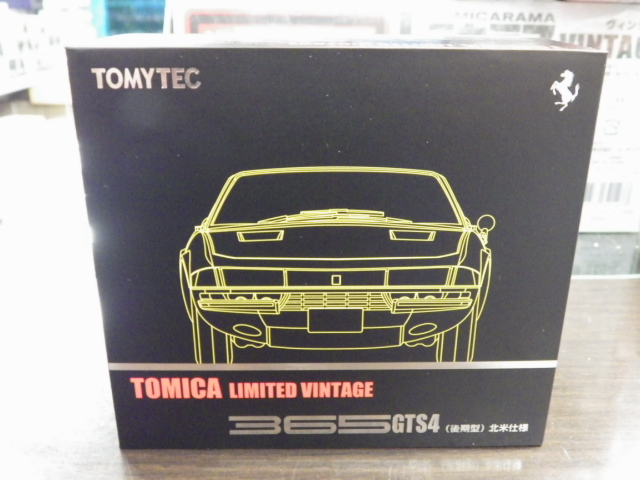 MICARAMA
TOMYTEC
TOMICA LIMITED VINTAGE
365GTS4 (後期型) 北米仕様